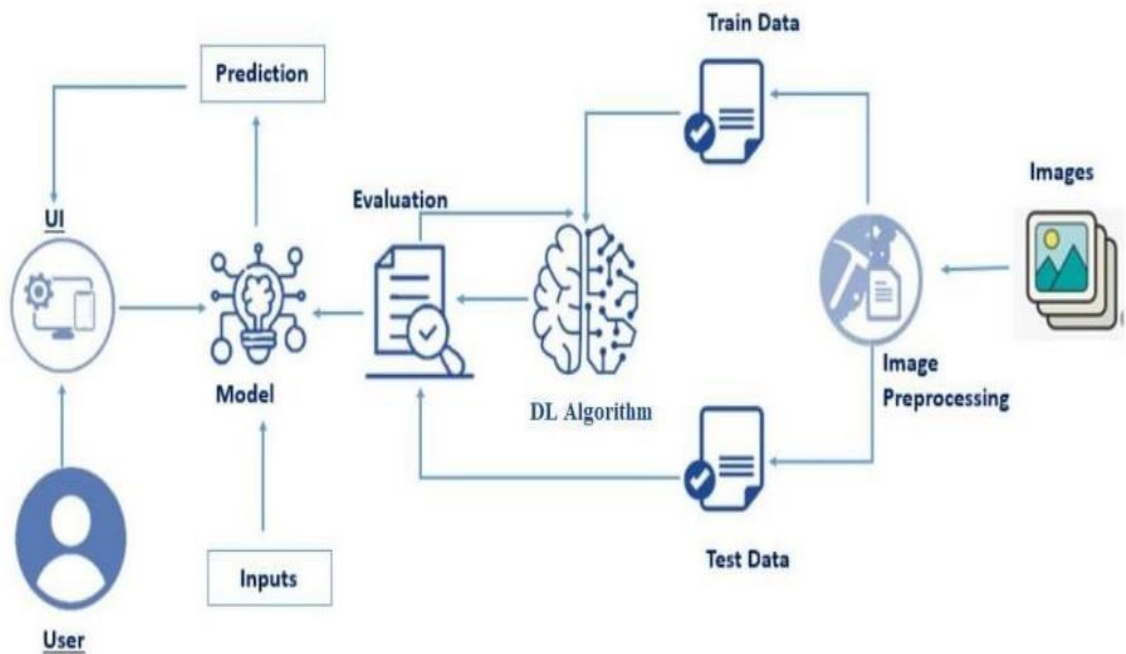 Train Data
Prediction
Images
Evaluation
UI
Image
Preprocessing
Model
DL Algorithm
Test Data
Inputs
User